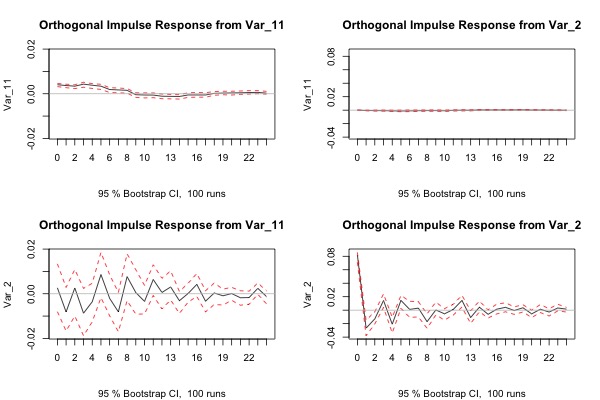 Orthogonal Impulse Response from Var_11
Var_11
0.02
0.00
-0.02
0 2 4 6 8 10 13 16 19 22
95 % Bootstrap CI, 100 runs
Orthogonal Impulse Response from Var_2
Var_11
0.08
0.02
-0.04
0 2 4 6 8 10 13 16 19 22
95 % Bootstrap CI, 100 runs
Orthogonal Impulse Response from Var_11
Var_2
0.02
0.00
-0.02
0 2 4 6 8 10 13 16 19 22
95 % Bootstrap CI, 100 runs
Orthogonal Impulse Response from Var_2
Var_2
0.08
0.02
-0.04
0 2 4 6 8 10 13 16 19 22
95 % Bootstrap CI, 100 runs